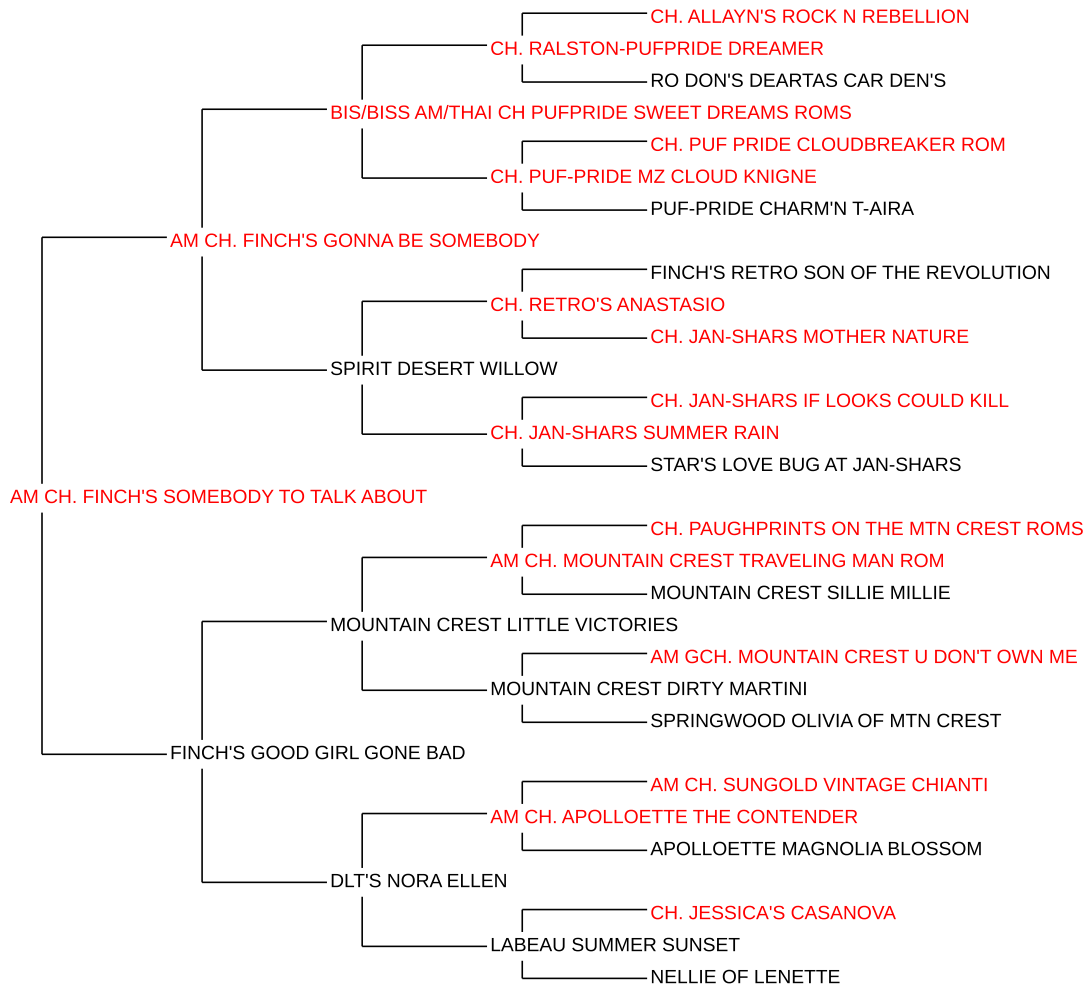 CH. ALLAYN'S ROCK N REBELLION
CH. RALSTON-PUFPRIDE DREAMER
RO DON'S DEARTAS CAR DEN'S
BIS/BISS AM/THAI CH PUFPRIDE SWEET DREAMS ROMS
CH. PUF PRIDE CLOUDBREAKER ROM
CH. PUF-PRIDE MZ CLOUD KNIGNE
PUF-PRIDE CHARM'N T-AIRA
AM CH. FINCH'S GONNA BE SOMEBODY
FINCH'S RETRO SON OF THE REVOLUTION
CH. RETRO'S ANASTASIO
CH. JAN-SHARS MOTHER NATURE
SPIRIT DESERT WILLOW
CH. JAN-SHARS IF LOOKS COULD KILL
CH. JAN-SHARS SUMMER RAIN
STAR'S LOVE BUG AT JAN-SHARS
AM CH. FINCH'S SOMEBODY TO TALK ABOUT
CH. PAUGHPRINTS ON THE MTN CREST ROMS
AM CH. MOUNTAIN CREST TRAVELING MAN ROM
MOUNTAIN CREST SILLIE MILLIE
MOUNTAIN CREST LITTLE VICTORIES
AM GCH. MOUNTAIN CREST U DON'T OWN ME
MOUNTAIN CREST DIRTY MARTINI
SPRINGWOOD OLIVIA OF MTN CREST
FINCH'S GOOD GIRL GONE BAD
AM CH. SUNGOLD VINTAGE CHIANTI
AM CH. APOLLOETTE THE CONTENDER
APOLLOETTE MAGNOLIA BLOSSOM
DLT'S NORA ELLEN
CH. JESSICA'S CASANOVA
LABEAU SUMMER SUNSET
NELLIE OF LENETTE